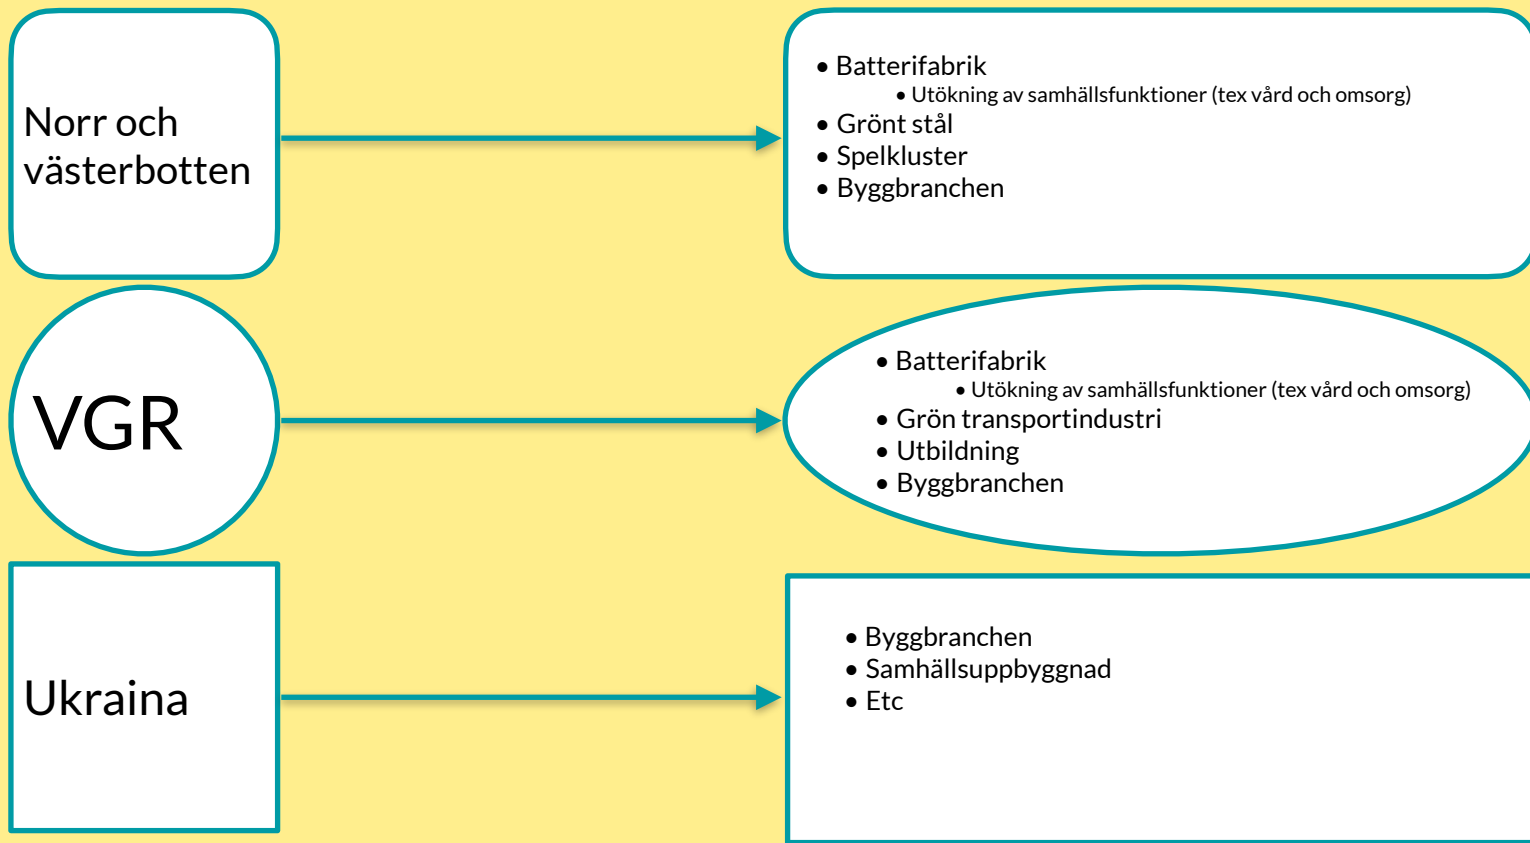 Norr och
västerbotten
• Batterifabrik
• Utökning av samhällsfunktioner (tex vård och omsorg)
• Grönt stål
• Spelkluster
• Byggbranchen
VGR
• Batterifabrik
• Utökning av samhällsfunktioner (tex vård och omsorg)
• Grön transportindustri
• Utbildning
• Byggbranchen
Ukraina
• Byggbranchen
• Samhällsuppbyggnad
• Etc